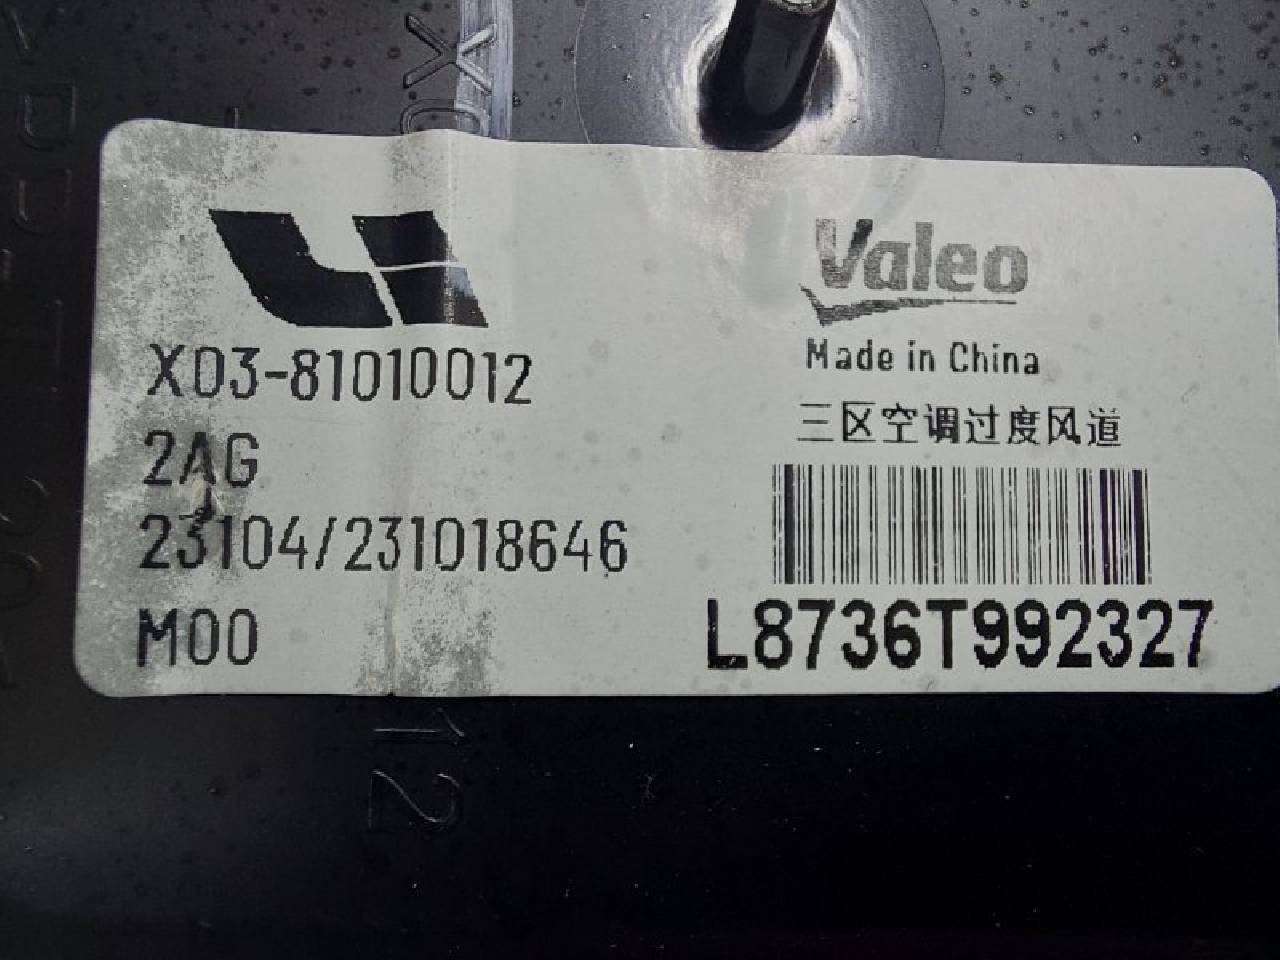 X03-81010012
2AG
23104/231018646
M00
Valeo
Made in China
三区空调过度风道
L8736T992327
12